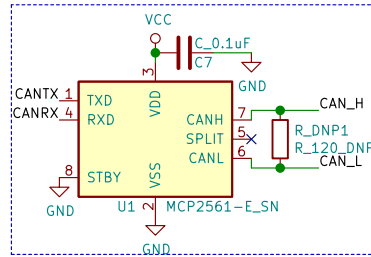 VCC
C_0.1uF
C7
GND
CANTX
CANRX
1
4
8
3
TXD
RXD
STBY
VDD
VSS
CANH
SPLIT
CANL
7
5
6
CAN_H
R_DNP1
R_120_DNP
CAN_L
GND
U1
2
MCP2561-E_SN
GND